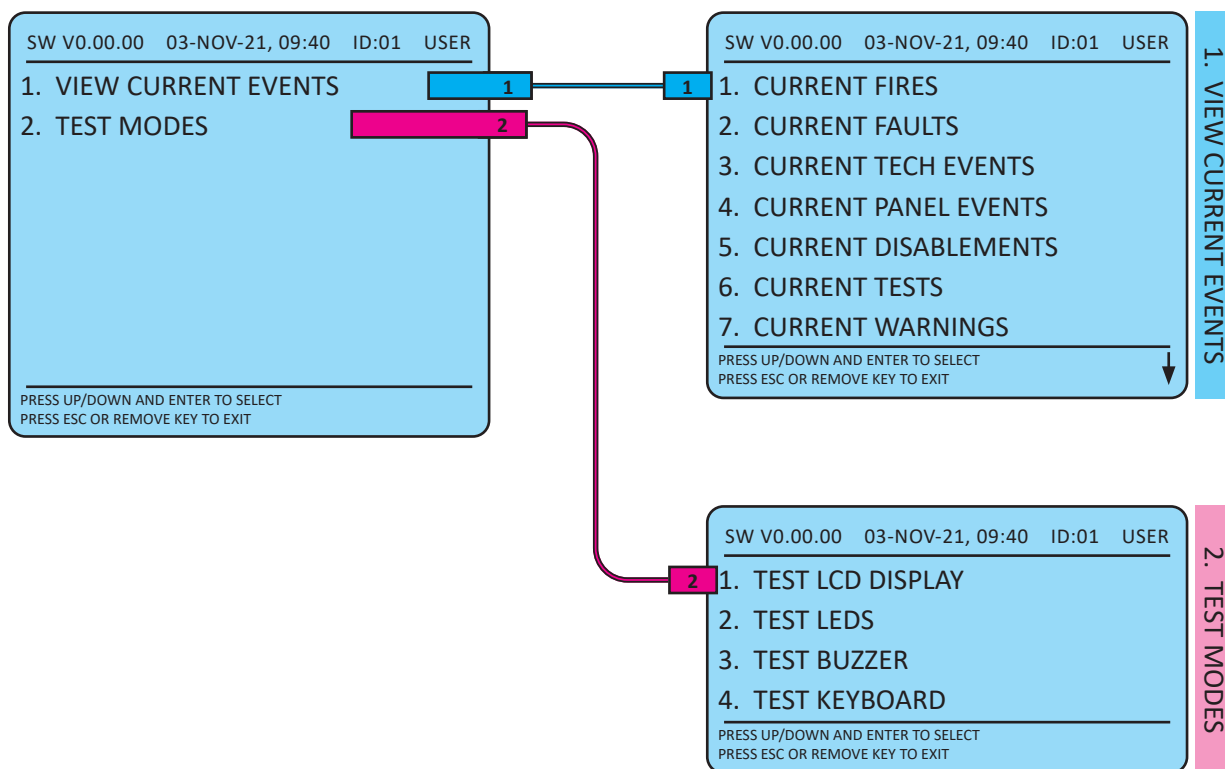 SW V0.00.00 03-NOV-21, 09:40 ID:01 USER
1. VIEW CURRENT EVENTS
1
2. TEST MODES
2
PRESS UP/DOWN AND ENTER TO SELECT
PRESS ESC OR REMOVE KEY TO EXIT
SW V0.00.00 03-NOV-21, 09:40 ID:01 USER
1
1. CURRENT FIRES
2. CURRENT FAULTS
3. CURRENT TECH EVENTS
4. CURRENT PANEL EVENTS
5. CURRENT DISABLEMENTS
6. CURRENT TESTS
7. CURRENT WARNINGS
PRESS UP/DOWN AND ENTER TO SELECT
PRESS ESC OR REMOVE KEY TO EXIT
1. VIEW CURRENT EVENTS
SW V0.00.00 03-NOV-21, 09:40 ID:01 USER
2
1. TEST LCD DISPLAY
2. TEST LEDS
3. TEST BUZZER
4. TEST KEYBOARD
PRESS UP/DOWN AND ENTER TO SELECT
PRESS ESC OR REMOVE KEY TO EXIT
2. TEST MODES